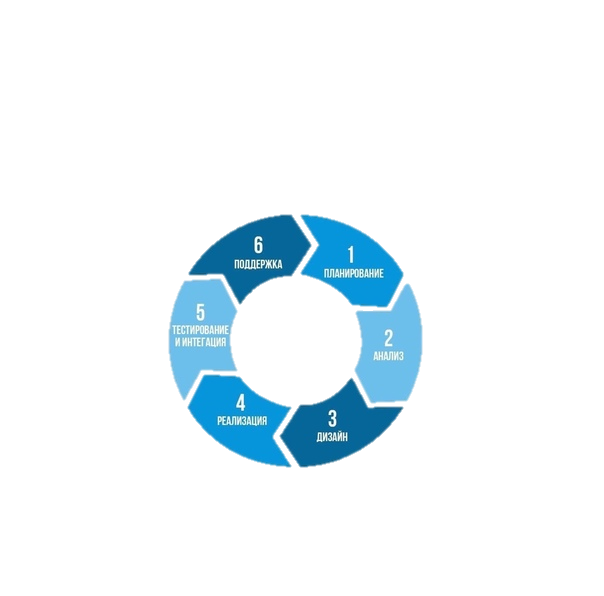 1
ПЛАНИРОВАНИЕ
2
АНАЛИЗ
3
ДИЗАЙН
4
РЕАЛИЗАЦИЯ
5
ТЕСТИРОВАНИЕ
И ИНТЕГАЦИЯ
6
ПОДДЕРЖКА